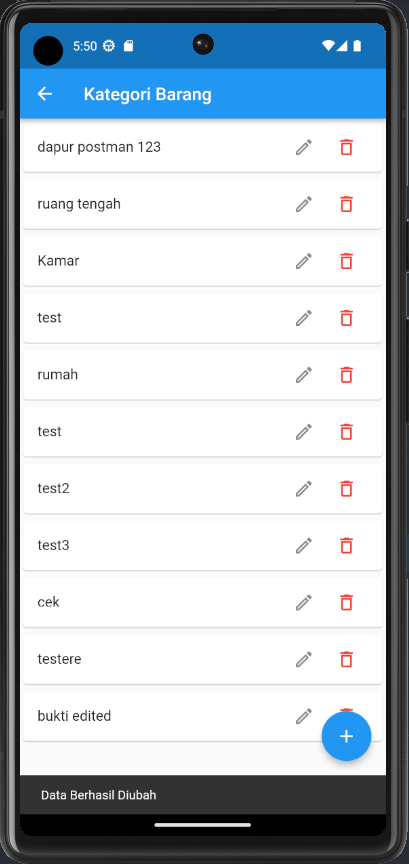 5:50
Kategori Barang
dapur postman 123
ruang tengah
Kamar
test
rumah
test
test2
test3
cek
testere
bukti edited
Data Berhasil Diubah